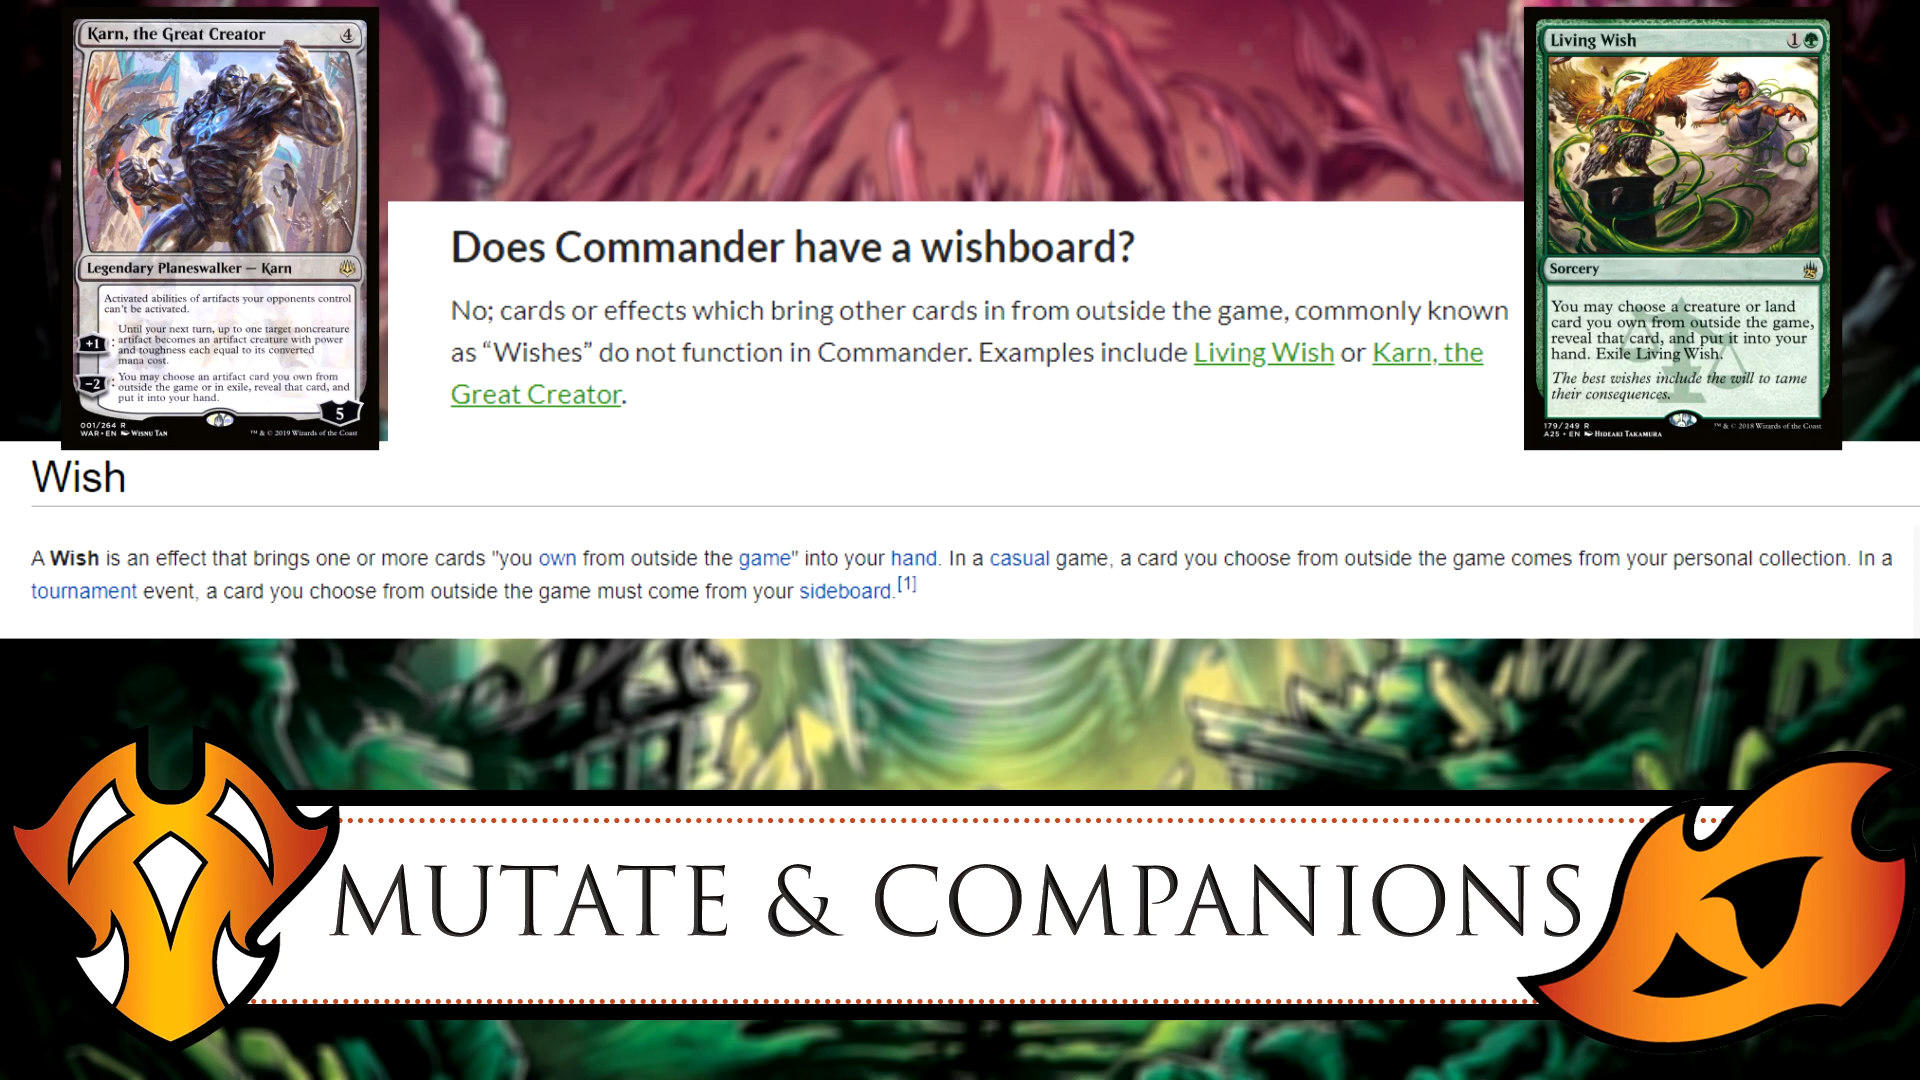 Karn, the Great Creator 4
Legendary Planeswalker — Karn
Activated abilities of artifacts your opponents control
can't be activated.
+1: Until your next turn, up to one target noncreature
artifact becomes an artifact creature with power
and toughness each equal to its converted
mana cost.
−2: You may choose an artifact card you own from
outside the game or in exile, reveal that card, and
put it into your hand.
5
001/264 R
WAR • EN Wisnu Tan
™ & © 2019 Wizards of the Coast
Does Commander have a wishboard?
No; cards or effects which bring other cards in from outside the game, commonly known
as “Wishes” do not function in Commander. Examples include Living Wish or Karn, the
Great Creator.
Living Wish 1
Sorcery
25
You may choose a creature or land
card you own from outside the game,
reveal that card, and put it into your
hand. Exile Living Wish.
The best wishes include the will to tame
their consequences.
179/249 R
A25 • EN Hideaki Takamura
™ & © 2018 Wizards of the Coast
Wish
A Wish is an effect that brings one or more cards "you own from outside the game" into your hand. In a casual game, a card you choose from outside the game comes from your personal collection. In a
tournament event, a card you choose from outside the game must come from your sideboard.[1]
MUTATE & COMPANIONS